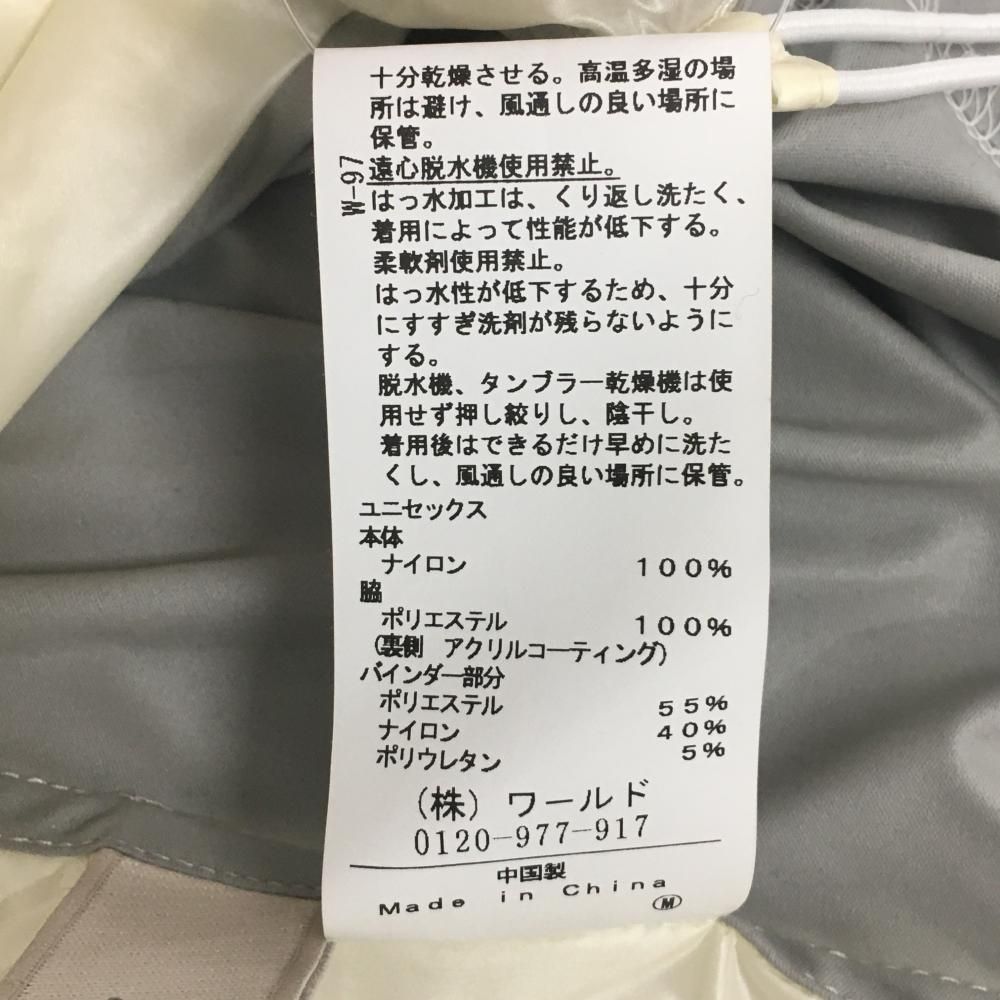 十分乾燥させる。高温多湿の場
所は避け、風通しの良い場所に
保管。
遠心脱水機使用禁止。
W-97
はっ水加工は、くり返し洗たく、
着用によって性能が低下する。
柔軟剤使用禁止。
はっ水性が低下するため、十分
にすすぎ洗剤が残らないように
する。
脱水機、タンブラー乾燥機は使
用せず押し絞りし、陰干し。
着用後はできるだけ早めに洗た
くし、風通しの良い場所に保管。
ユニセックス
本体
ナイロン 100%
脇
ポリエステル 100%
(裏側 アクリルコーティング)
バインダー部分
ポリエステル 55%
ナイロン 40%
ポリウレタン 5%
(株) ワールド
0120-977-917
中国製
Made in China
M